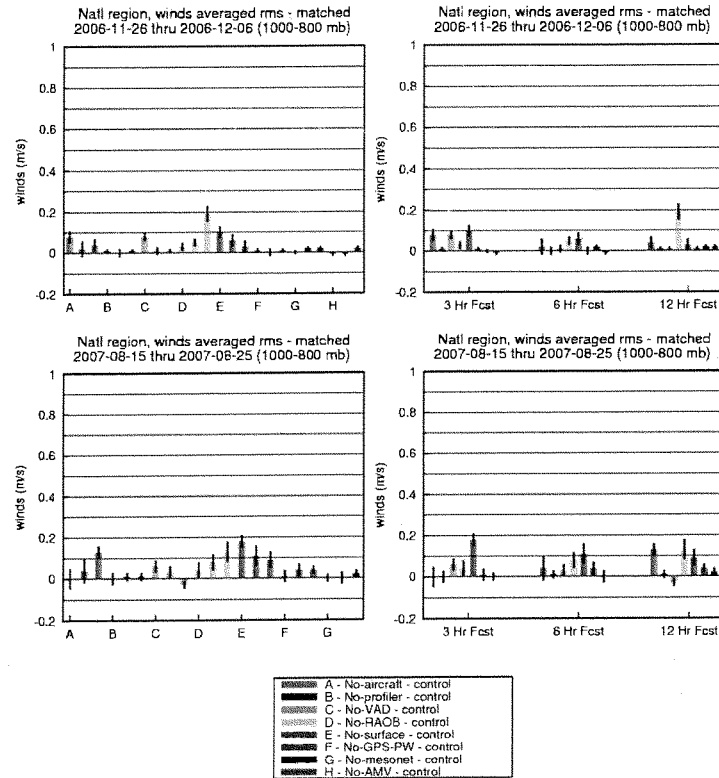 Natl region, winds averaged rms - matched
2006-11-26 thru 2006-12-06 (1000-800 mb)
winds (m/s)
1
0.8
0.6
0.4
0.2
0
-0.2
A B C D E F G H
Natl region, winds averaged rms - matched
2006-11-26 thru 2006-12-06 (1000-800 mb)
winds (m/s)
1
0.8
0.6
0.4
0.2
0
-0.2
3 Hr Fcst 6 Hr Fcst 12 Hr Fcst
Natl region, winds averaged rms - matched
2007-08-15 thru 2007-08-25 (1000-800 mb)
winds (m/s)
1
0.8
0.6
0.4
0.2
0
-0.2
A B C D E F G
Natl region, winds averaged rms - matched
2007-08-15 thru 2007-08-25 (1000-800 mb)
winds (m/s)
1
0.8
0.6
0.4
0.2
0
-0.2
3 Hr Fcst 6 Hr Fcst 12 Hr Fcst
A - No-aircraft - control
B - No-profiler - control
C - No-VAD - control
D - No-RAOB - control
E - No-surface - control
F - No-GPS-PW - control
G - No-mesonet - control
H - No-AMV - control